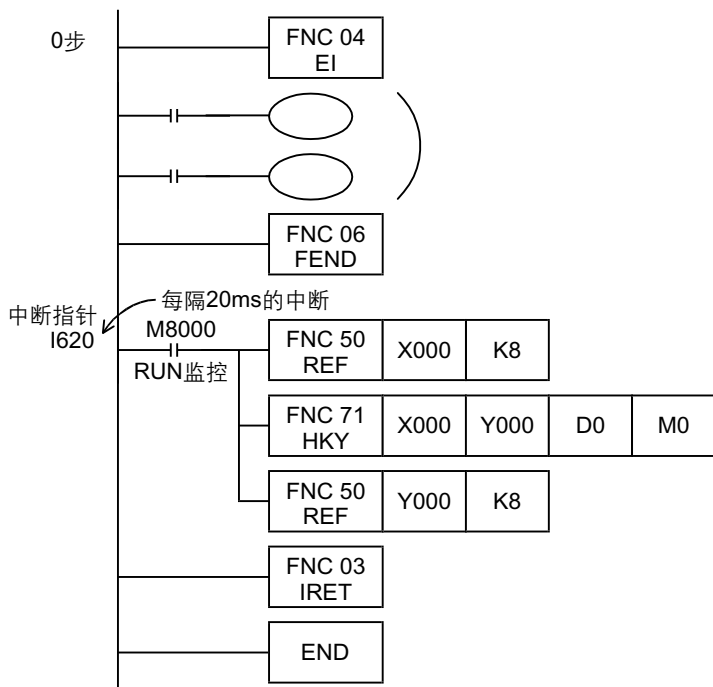 0步
FNC 04
EI
FNC 06
FEND
每隔20ms的中断
中断指针
I620
M8000
RUN监控
FNC 50
REF
X000
K8
FNC 71
HKY
X000
Y000
D0
M0
FNC 50
REF
Y000
K8
FNC 03
IRET
END